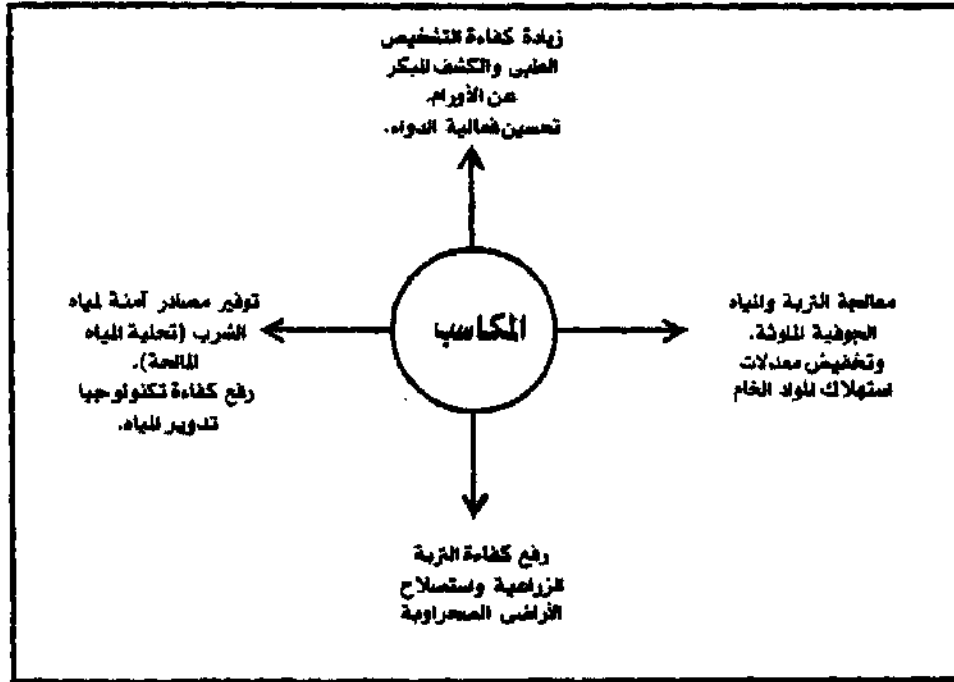 زيادة كفاءة التشخيص
الطبى والكشف المبكر
عن الأورام.
تحسين فعالية الدواء.
معالجة التربة والمياه
الجوفية الملوثة.
وتخفيض معدلات
استهلاك المواد الخام
المكاسب
توفير مصادر آمنة لمياه
الشرب (تحلية المياه
المالحة).
رفع كفاءة تكنولوجيا
تدوير المياه.
رفع كفاءة التربة
الزراعية واستصلاح
الأراضى الصحراوية